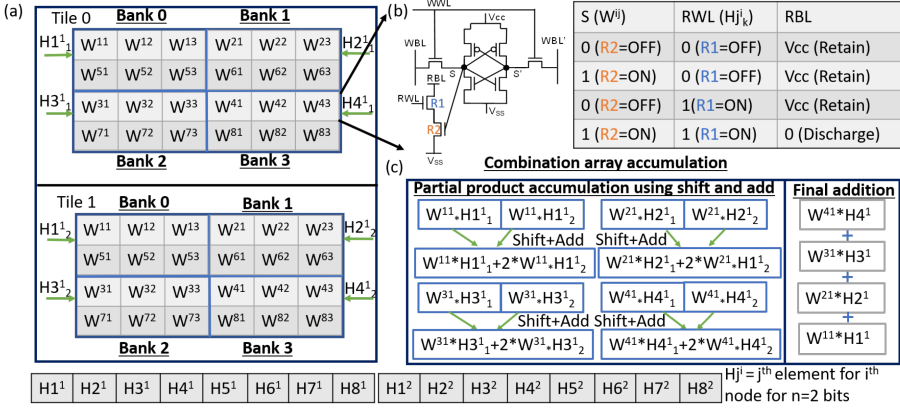 (a)
Tile 0
Bank 0
Bank 1
H1¹₁
W¹¹ W¹² W¹³ W²¹ W²² W²³
H2¹₁
W⁵¹ W⁵² W⁵³ W⁶¹ W⁶² W⁶³
H3¹₁
W³¹ W³² W³³ W⁴¹ W⁴² W⁴³
H4¹₁
W⁷¹ W⁷² W⁷³ W⁸¹ W⁸² W⁸³
Bank 2
Bank 3
Tile 1
Bank 0
Bank 1
H1¹₂
W¹¹ W¹² W¹³ W²¹ W²² W²³
H2¹₂
W⁵¹ W⁵² W⁵³ W⁶¹ W⁶² W⁶³
H3¹₂
W³¹ W³² W³³ W⁴¹ W⁴² W⁴³
H4¹₂
W⁷¹ W⁷² W⁷³ W⁸¹ W⁸² W⁸³
Bank 2
Bank 3
(b)
WWL
Vcc
WBL
WBL'
S
S'
RBL
RWL
R1
R2
Vss
Vss
S (Wⁱʲ) RWL (Hjⁱₖ) RBL
0 (R2=OFF) 0 (R1=OFF) Vcc (Retain)
1 (R2=ON) 0 (R1=OFF) Vcc (Retain)
0 (R2=OFF) 1(R1=ON) Vcc (Retain)
1 (R2=ON) 1 (R1=ON) 0 (Discharge)
(c)
Combination array accumulation
Partial product accumulation using shift and add
W¹¹*H1¹₁ W¹¹*H1¹₂ W²¹*H2¹₁ W²¹*H2¹₂
Shift+Add Shift+Add
W¹¹*H1¹₁+2*W¹¹*H1¹₂ W²¹*H2¹₁+2*W²¹*H1¹₂
W³¹*H3¹₁ W³¹*H3¹₂ W⁴¹*H4¹₁ W⁴¹*H4¹₂
Shift+Add Shift+Add
W³¹*H3¹₁+2*W³¹*H3¹₂ W⁴¹*H4¹₁+2*W⁴¹*H4¹₂
Final addition
W⁴¹*H4¹
+
W³¹*H3¹
+
W²¹*H2¹
+
W¹¹*H1¹
H1¹ H2¹ H3¹ H4¹ H5¹ H6¹ H7¹ H8¹ H1² H2² H3² H4² H5² H6² H7² H8²
Hjⁱ = jᵗʰ element for iᵗʰ
node for n=2 bits